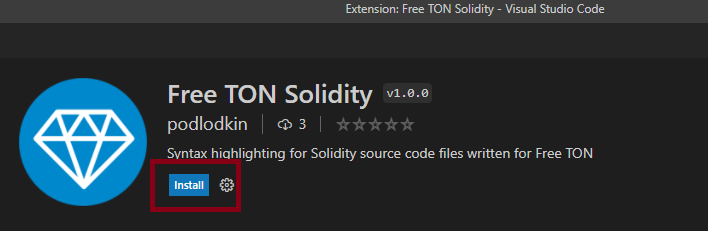 Extension: Free TON Solidity - Visual Studio Code
Free TON Solidity v1.0.0
podlodkin 3
Syntax highlighting for Solidity source code files written for Free TON
Install